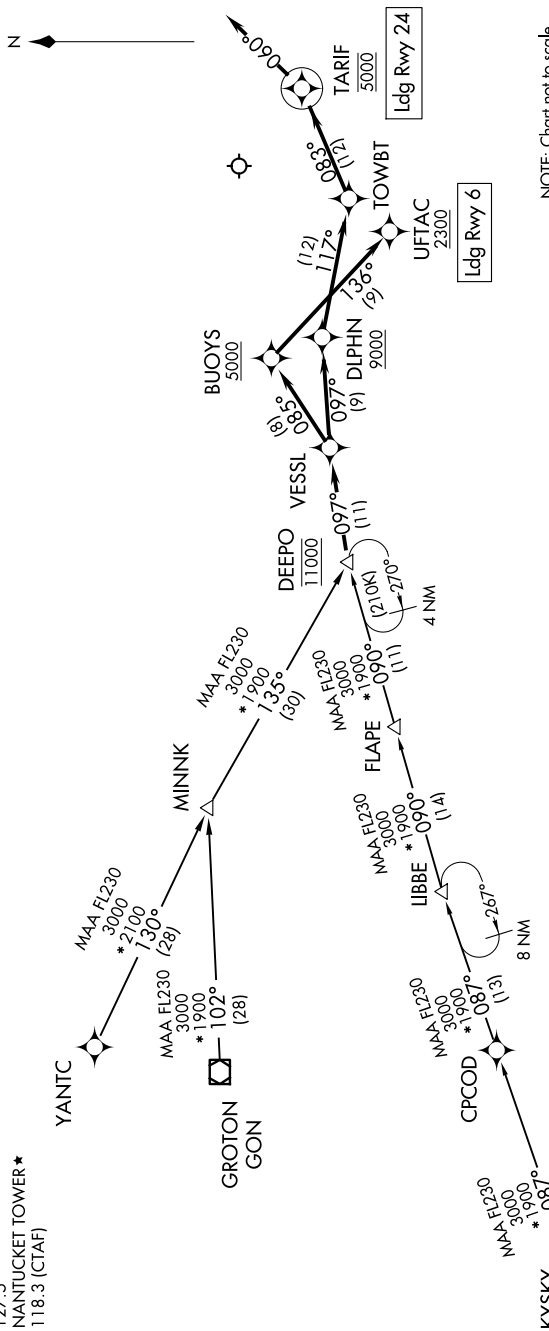 127.5
NANTUCKET TOWER★
118.3 (CTAF)
N
060°
TARIF
5000
Ldg Rwy 24
083°
(12)
TOWBT
UFTAC
2300
Ldg Rwy 6
(12)
117°
136°
(9)
BUOYS
5000
DLPHN
9000
(8)
085°
097°
(9)
VESSL
097°
(11)
DEEPO
11000
(210K)
270°
4 NM
MAA FL230
3000
*1900
135°
(30)
MINNK
MAA FL230
3000
*1900
090°
(11)
FLAPE
MAA FL230
3000
*1900
090°
(14)
LIBBE
267°
8 NM
MAA FL230
3000
*2100
130°
(28)
YANTC
MAA FL230
3000
*1900
102°
(28)
GROTON
GON
MAA FL230
3000
*1900
087°
(13)
CPCOD
MAA FL230
3000
*1900
087°
KYSKY
NOTE: Chart not to scale